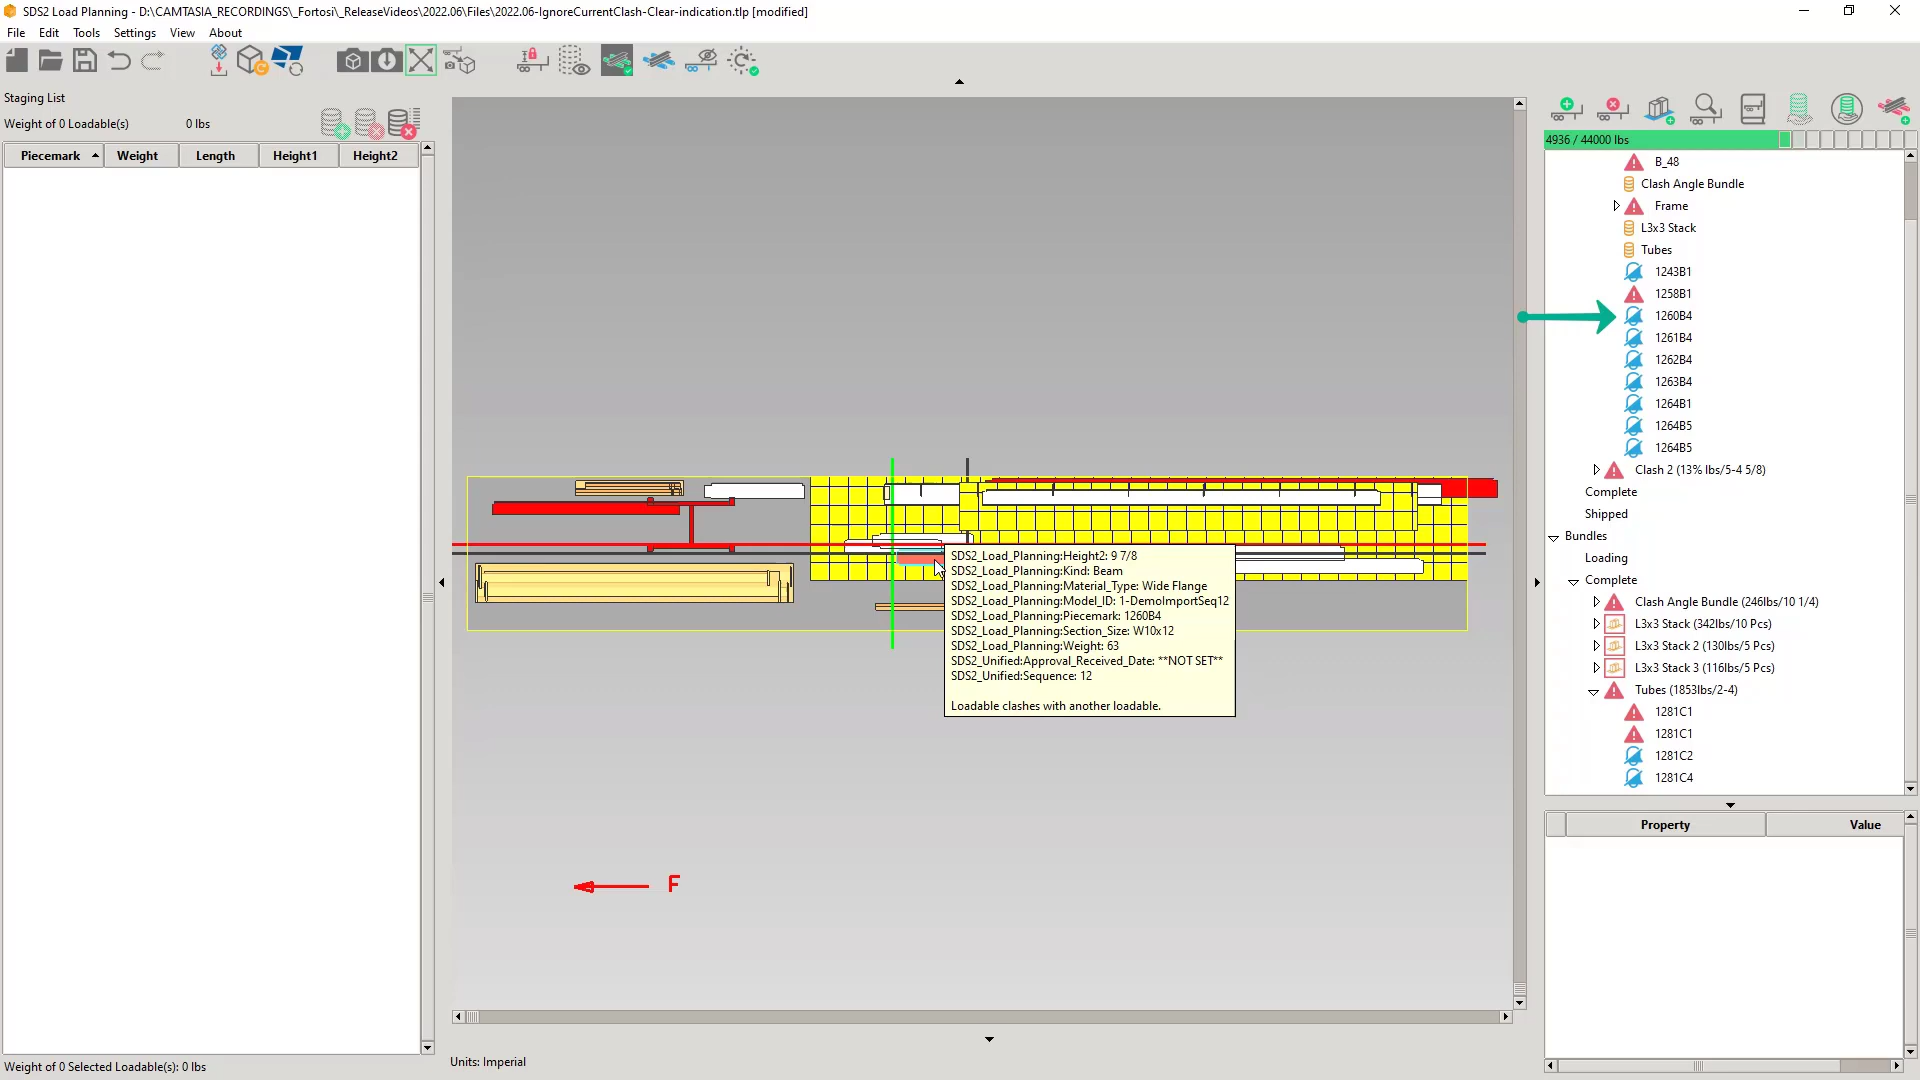 SDS2 Load Planning - D:\CAMTASIA_RECORDINGS\_Fortosi\_ReleaseVideos\2022.06\Files\2022.06-IgnoreCurrentClash-Clear-indication.tlp [modified]
File Edit Tools Settings View About
Staging List
Weight of 0 Loadable(s) 0 lbs
Piecemark Weight Length Height1 Height2
4936 / 44000 lbs
B_48
Clash Angle Bundle
Frame
L3x3 Stack
Tubes
1243B1
1258B1
1260B4
1261B4
1262B4
1263B4
1264B1
1264B5
1264B5
Clash 2 (13% lbs/5-4 5/8)
Complete
Shipped
Bundles
Loading
Complete
Clash Angle Bundle (246lbs/10 1/4)
L3x3 Stack (342lbs/10 Pcs)
L3x3 Stack 2 (130lbs/5 Pcs)
L3x3 Stack 3 (116lbs/5 Pcs)
Tubes (1853lbs/2-4)
1281C1
1281C1
1281C2
1281C4
SDS2_Load_Planning:Height2: 9 7/8
SDS2_Load_Planning:Kind: Beam
SDS2_Load_Planning:Material_Type: Wide Flange
SDS2_Load_Planning:Model_ID: 1-DemoImportSeq12
SDS2_Load_Planning:Piecemark: 1260B4
SDS2_Load_Planning:Section_Size: W10x12
SDS2_Load_Planning:Weight: 63
SDS2_Unified:Approval_Received_Date: **NOT SET**
SDS2_Unified:Sequence: 12
Loadable clashes with another loadable.
F
Property Value
Units: Imperial
Weight of 0 Selected Loadable(s): 0 lbs